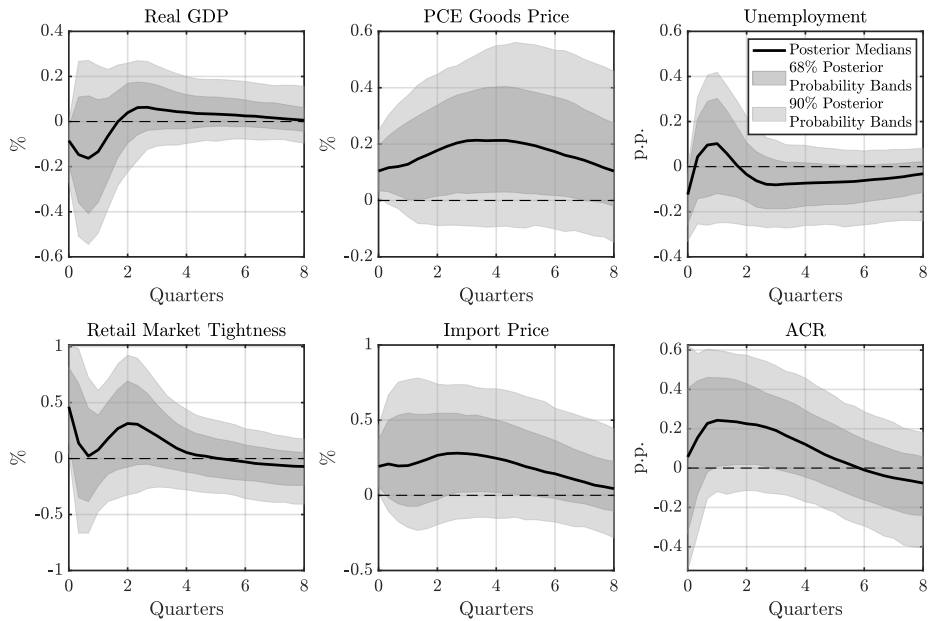 Real GDP
0.4
0.2
0
-0.2
-0.4
-0.6
%
0 2 4 6 8
Quarters
PCE Goods Price
0.6
0.4
0.2
0
-0.2
%
0 2 4 6 8
Quarters
Unemployment
0.6
0.4
0.2
0
-0.2
-0.4
p.p.
Posterior Medians
68% Posterior
Probability Bands
90% Posterior
Probability Bands
0 2 4 6 8
Quarters
Retail Market Tightness
1
0.5
0
-0.5
-1
%
0 2 4 6 8
Quarters
Import Price
1
0.5
0
-0.5
%
0 2 4 6 8
Quarters
ACR
0.6
0.4
0.2
0
-0.2
-0.4
p.p.
0 2 4 6 8
Quarters